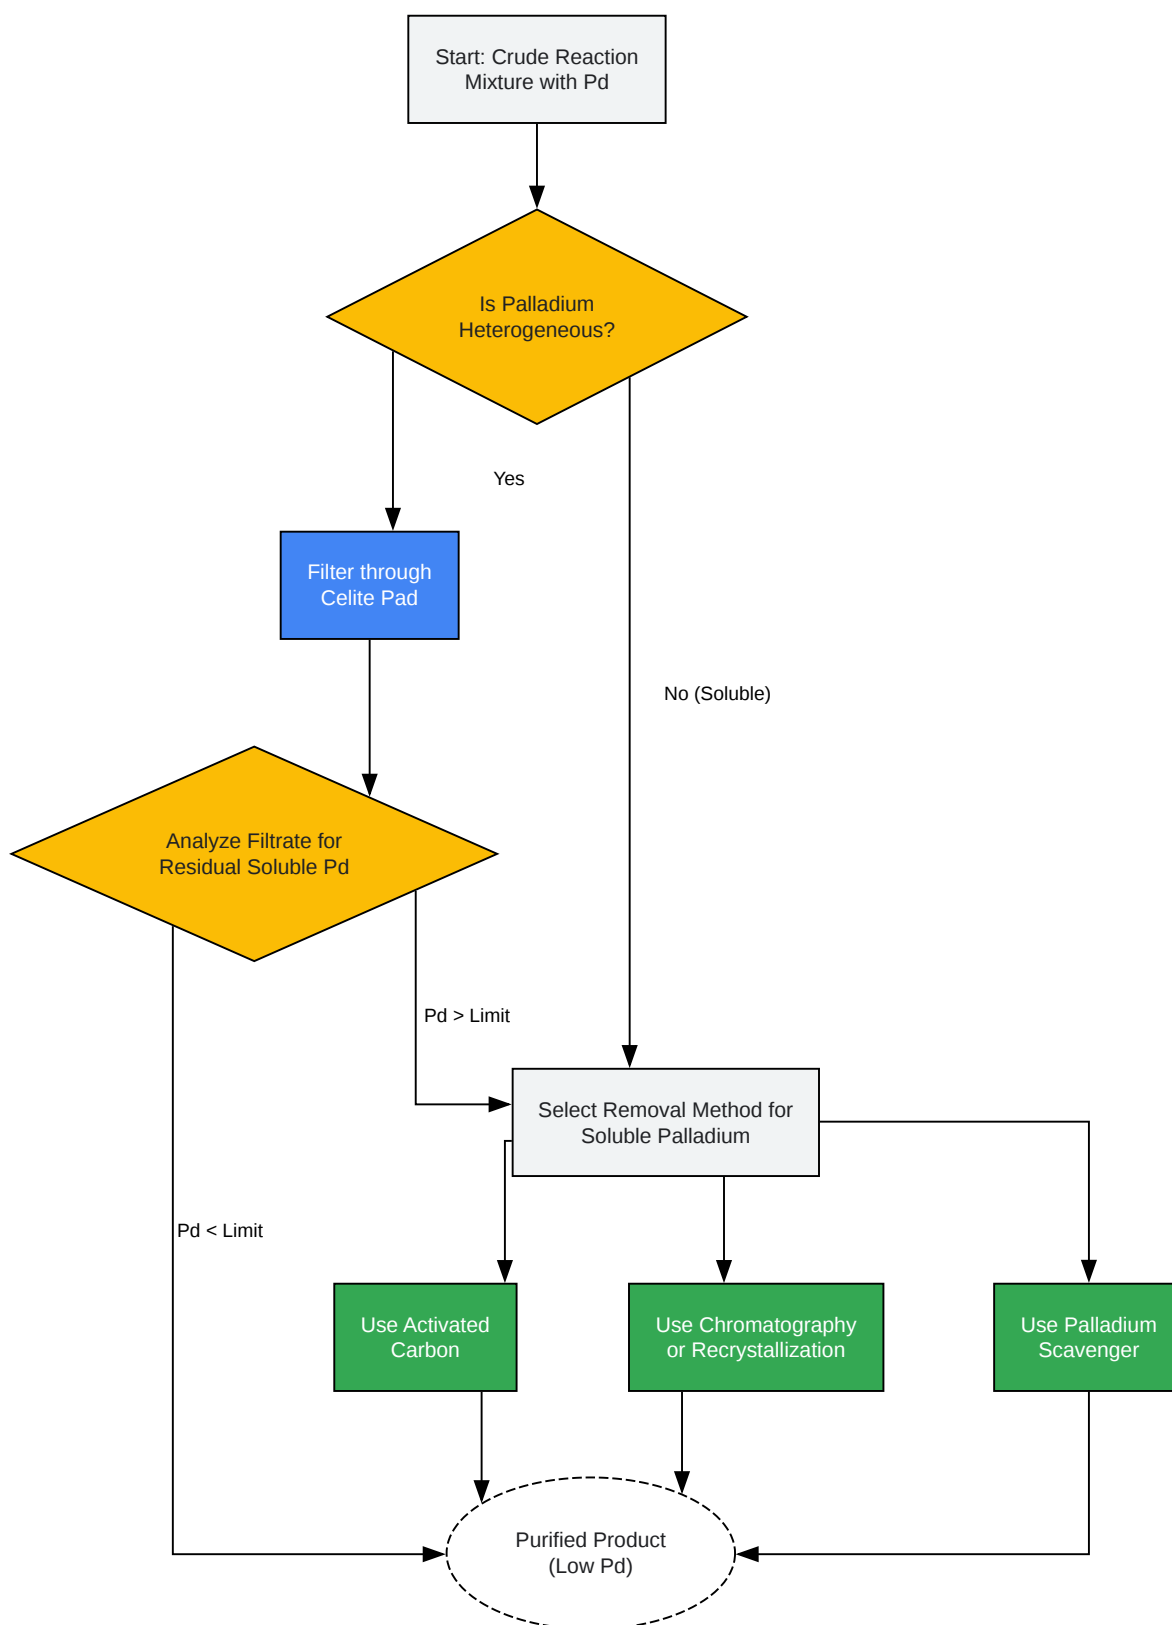 Start: Crude Reaction
Mixture with Pd
Is Palladium
Heterogeneous?
Yes
Filter through
Celite Pad
No (Soluble)
Analyze Filtrate for
Residual Soluble Pd
Pd > Limit
Select Removal Method for
Soluble Palladium
Pd < Limit
Use Activated
Carbon
Use Chromatography
or Recrystallization
Use Palladium
Scavenger
Purified Product
(Low Pd)